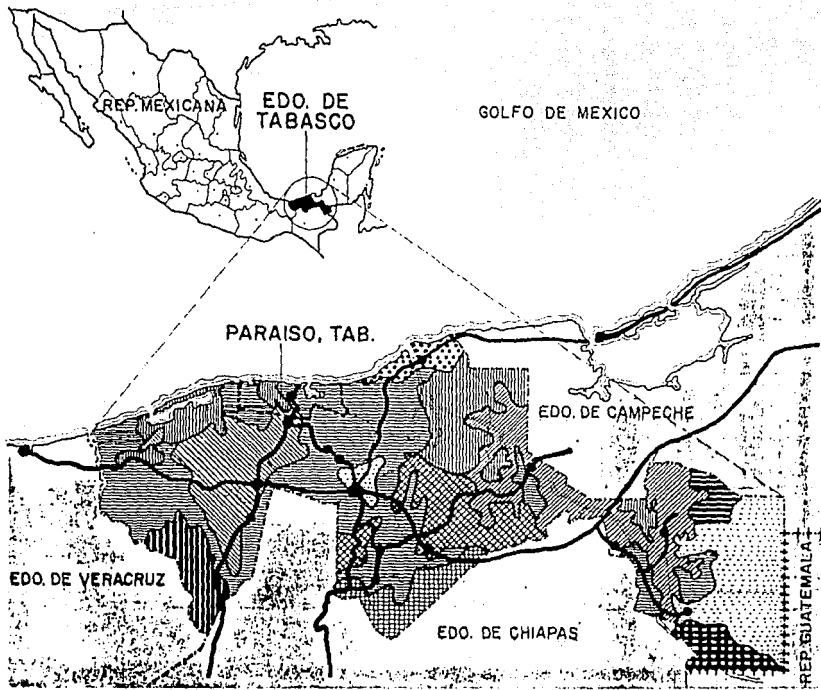 REP. MEXICANA
EDO. DE
TABASCO
GOLFO DE MEXICO
PARAISO, TAB.
EDO. DE CAMPECHE
EDO. DE VERACRUZ
EDO. DE CHIAPAS
REP. GUATEMALA